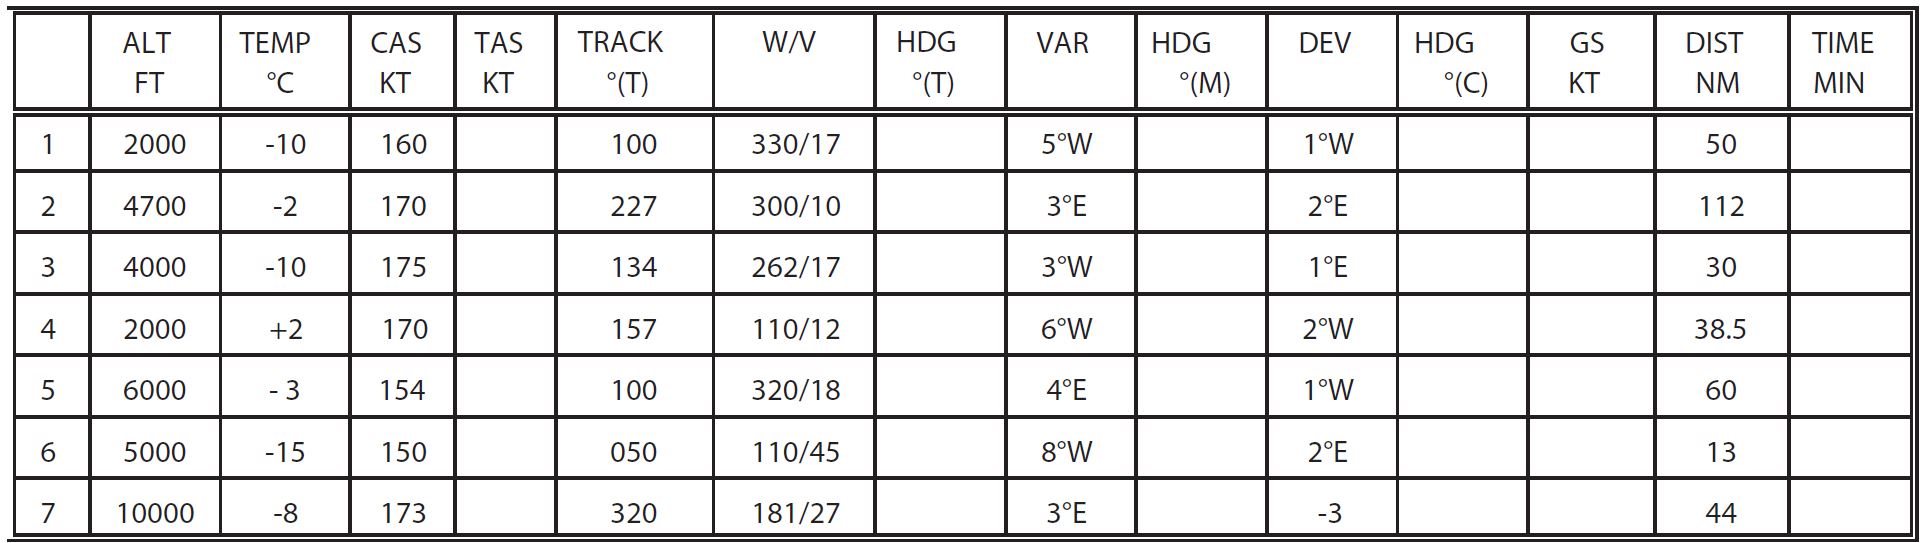 ALT FT TEMP °C CAS KT TAS KT TRACK °(T) W/V HDG °(T) VAR HDG °(M) DEV HDG °(C) GS KT DIST NM TIME MIN
1 2000 -10 160 100 330/17 5°W 1°W 50
2 4700 -2 170 227 300/10 3°E 2°E 112
3 4000 -10 175 134 262/17 3°W 1°E 30
4 2000 +2 170 157 110/12 6°W 2°W 38.5
5 6000 - 3 154 100 320/18 4°E 1°W 60
6 5000 -15 150 050 110/45 8°W 2°E 13
7 10000 -8 173 320 181/27 3°E -3 44